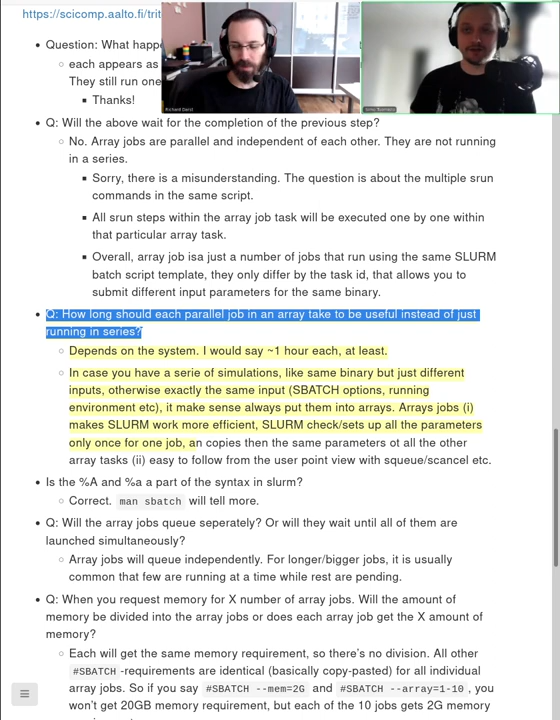 https://scicomp.aalto.fi/trit
Question: What happe
each appears as
They still run one
Thanks!
Q: Will the above wait for the completion of the previous step?
No. Array jobs are parallel and independent of each other. They are not running
in a series.
Sorry, there is a misunderstanding. The question is about the multiple srun
commands in the same script.
All srun steps within the array job task will be executed one by one within
that particular array task.
Overall, array job isa just a number of jobs that run using the same SLURM
batch script template, they only differ by the task id, that allows you to
submit different input parameters for the same binary.
Q: How long should each parallel job in an array take to be useful instead of just
running in series?
Depends on the system. I would say ~1 hour each, at least.
In case you have a serie of simulations, like same binary but just different
inputs, otherwise exactly the same input (SBATCH options, running
environment etc), it make sense always put them into arrays. Arrays jobs (i)
makes SLURM work more efficient, SLURM check/sets up all the parameters
only once for one job, an copies then the same parameters ot all the other
array tasks (ii) easy to follow from the user point view with squeue/scancel etc.
Is the %A and %a a part of the syntax in slurm?
Correct. man sbatch will tell more.
Q: Will the array jobs queue seperately? Or will they wait until all of them are
launched simultaneously?
Array jobs will queue independently. For longer/bigger jobs, it is usually
common that few are running at a time while rest are pending.
Q: When you request memory for X number of array jobs. Will the amount of
memory be divided into the array jobs or does each array job get the X amount of
memory?
Each will get the same memory requirement, so there's no division. All other
#SBATCH -requirements are identical (basically copy-pasted) for all individual
array jobs. So if you say #SBATCH --mem=2G and #SBATCH --array=1-10 , you
won't get 20GB memory requirement, but each of the 10 jobs gets 2G memory